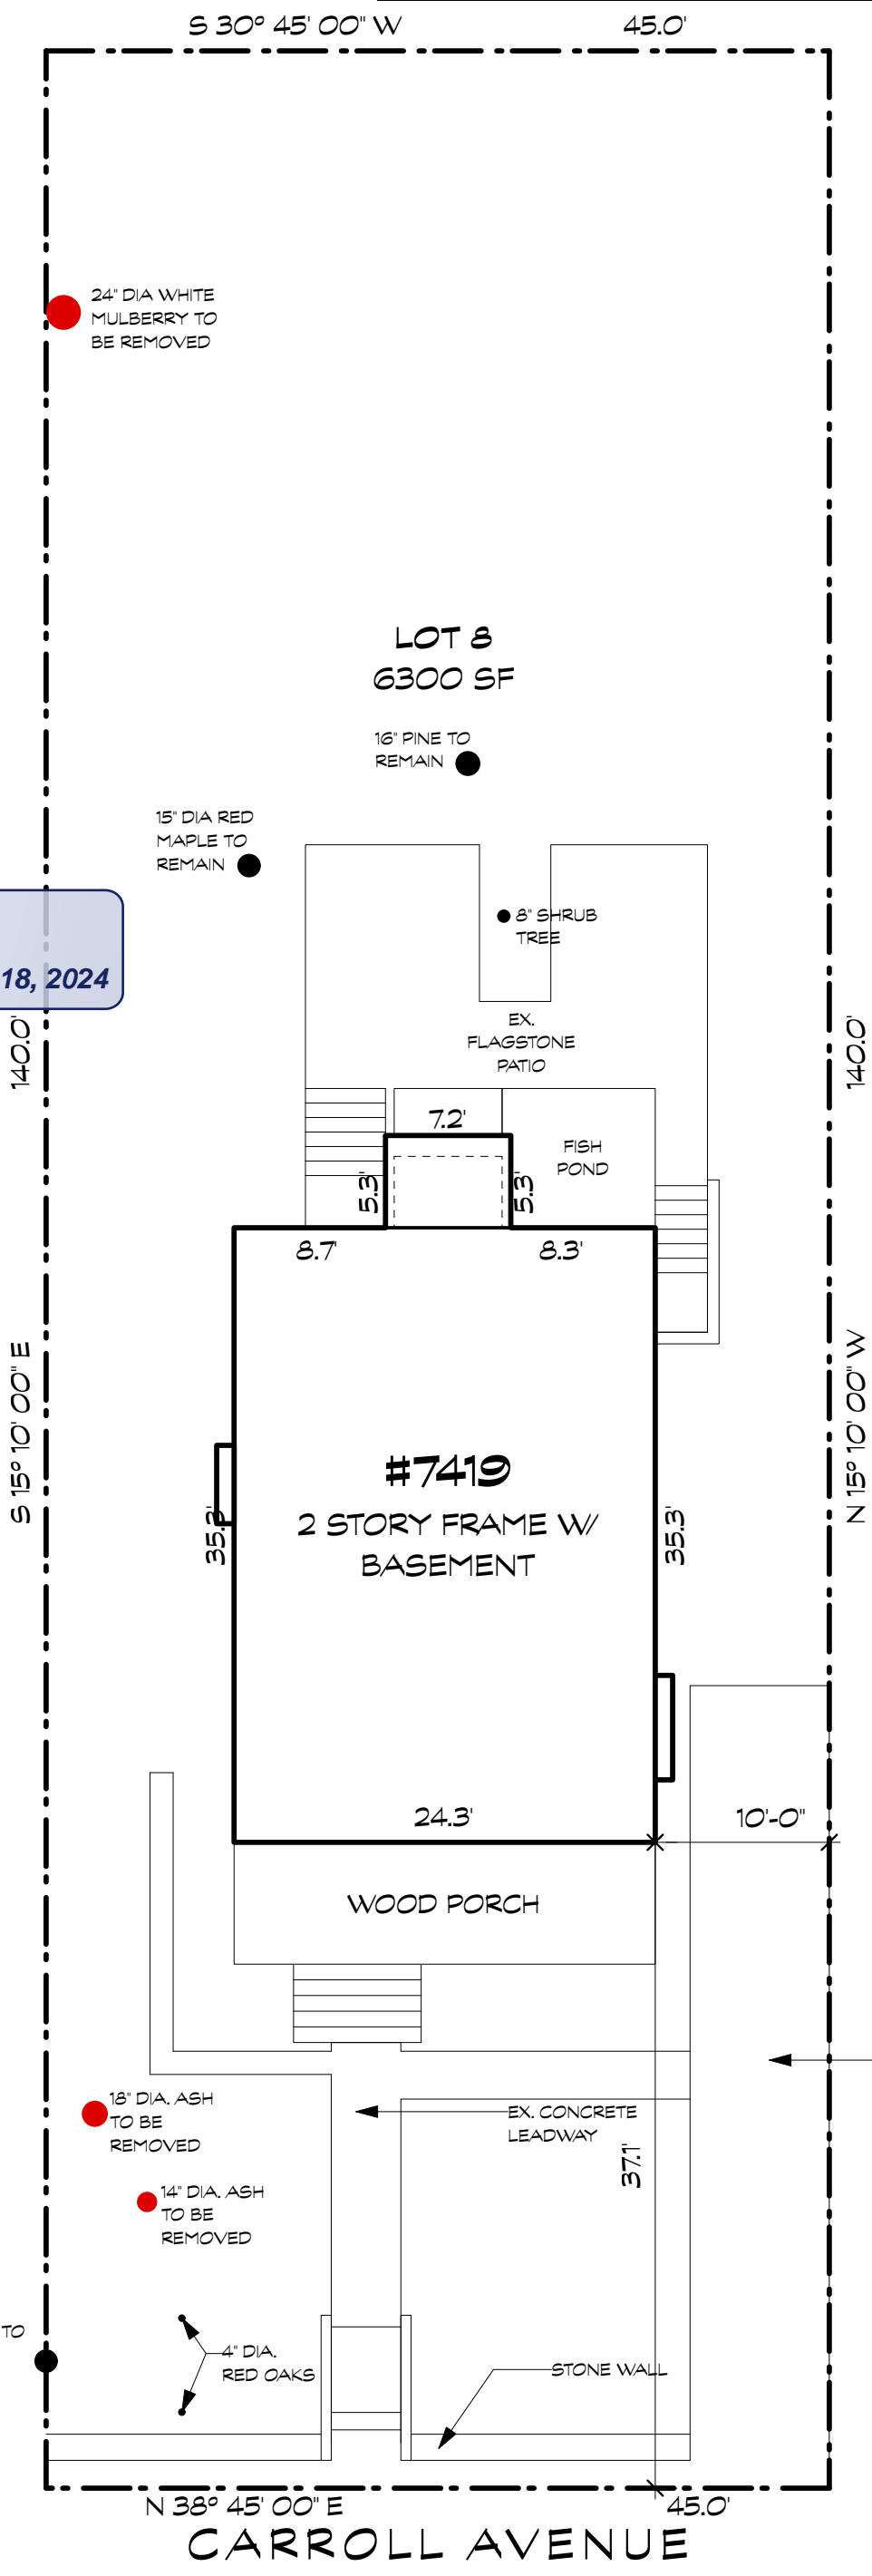 S 30° 45' 00" W
45.0'
24" DIA WHITE
MULBERRY TO
BE REMOVED
LOT 8
6300 SF
16" PINE TO
REMAIN
15" DIA RED
MAPLE TO
REMAIN
8" SHRUB
TREE
18, 2024
EX.
FLAGSTONE
PATIO
140.0'
140.0'
7.2'
FISH
POND
5.3'
5.3'
8.7'
8.3'
S 15° 10' 00" E
N 15° 10' 00" W
#7419
2 STORY FRAME W/
BASEMENT
35.3'
35.3'
24.3'
10'-0"
WOOD PORCH
18" DIA. ASH
TO BE
REMOVED
EX. CONCRETE
LEADWAY
37.1'
14" DIA. ASH
TO BE
REMOVED
TO
4" DIA.
RED OAKS
STONE WALL
N 38° 45' 00" E
45.0'
CARROLL AVENUE